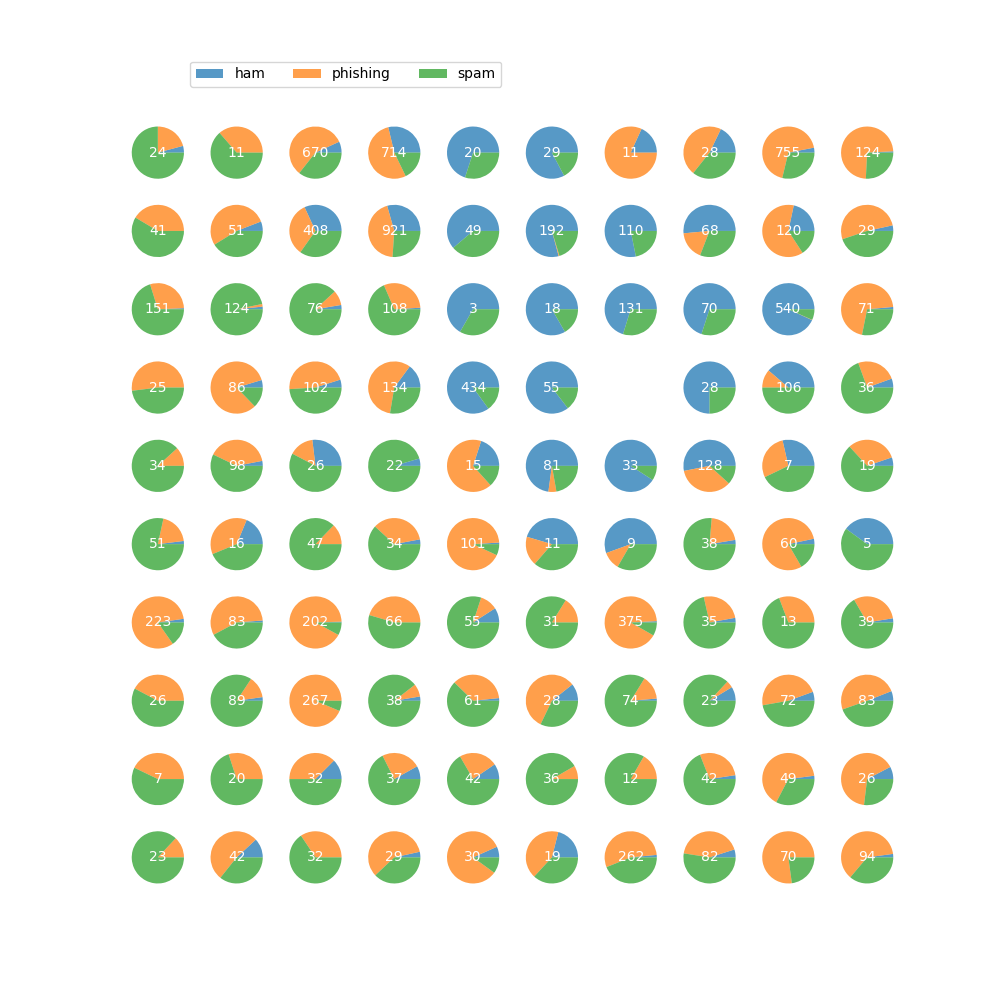 ham phishing spam
24 11 670 714 20 29 11 28 755 124
41 51 408 921 49 192 110 68 120 29
151 124 76 108 3 18 131 70 540 71
25 86 102 134 434 55 28 106 36
34 98 26 22 15 81 33 128 7 19
51 16 47 34 101 11 9 38 60 5
223 83 202 66 55 31 375 35 13 39
26 89 267 38 61 28 74 23 72 83
7 20 32 37 42 36 12 42 49 26
23 42 32 29 30 19 262 82 70 94